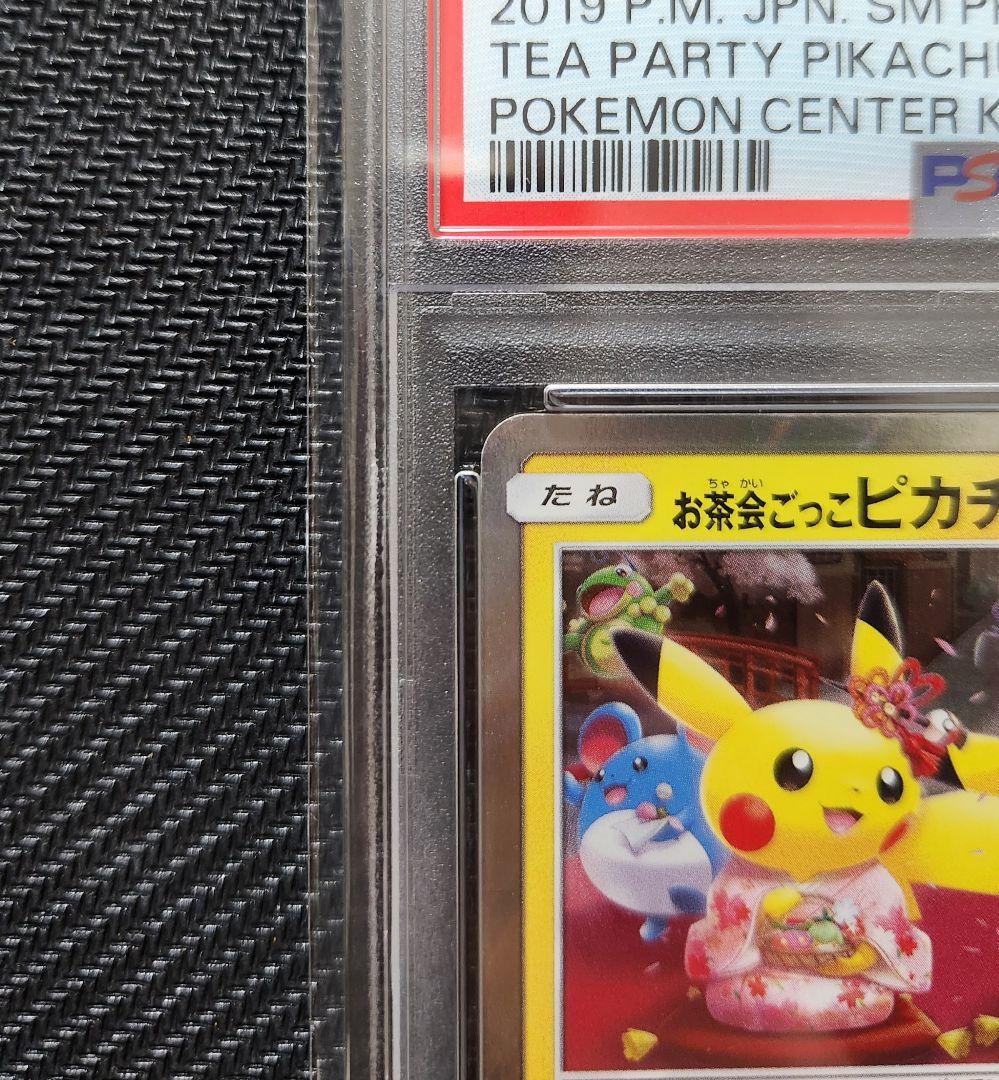 2019 P.M. JPN. SM P
TEA PARTY PIKACHU
POKEMON CENTER K
PS
たね
ちゃ かい
お茶会ごっこピカチ